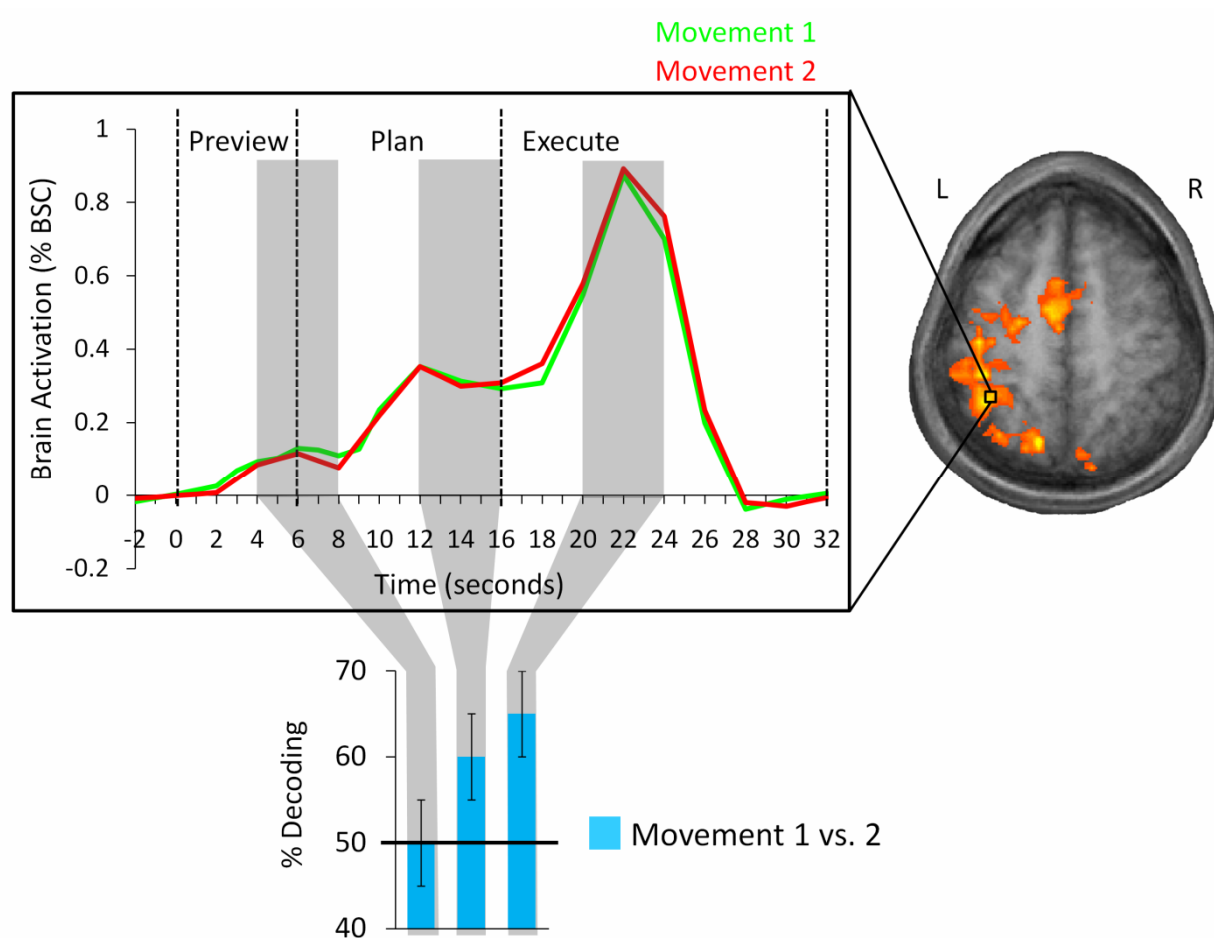 Movement 1
Movement 2
Preview Plan Execute
L R
Brain Activation (% BSC)
1
0.8
0.6
0.4
0.2
0
-0.2
-2 0 2 4 6 8 10 12 14 16 18 20 22 24 26 28 30 32
Time (seconds)
% Decoding
70
60
50
40
Movement 1 vs. 2